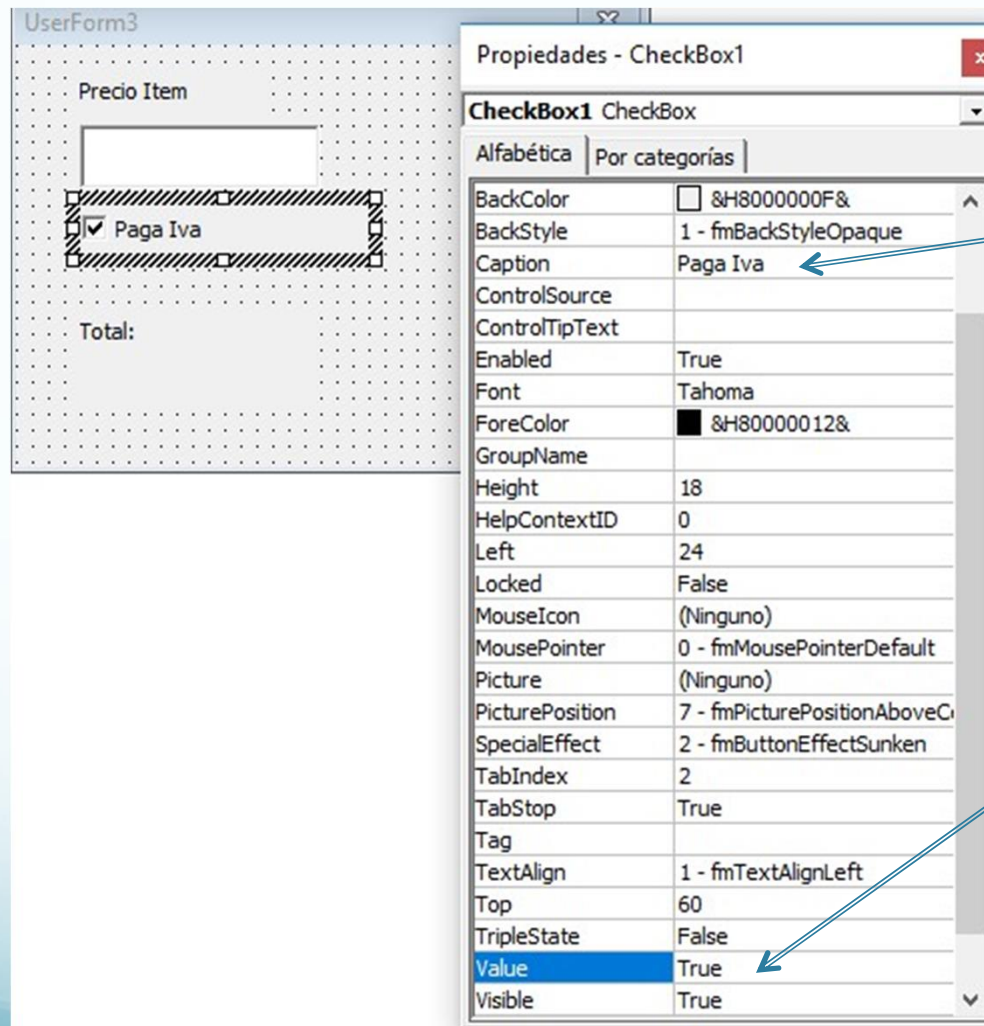 UserForm3
Precio Item
Paga Iva
Total:
Propiedades - CheckBox1
CheckBox1 CheckBox
Alfabética Por categorías
BackColor &H8000000F&
BackStyle 1 - fmBackStyleOpaque
Caption Paga Iva
ControlSource
ControlTipText
Enabled True
Font Tahoma
ForeColor &H80000012&
GroupName
Height 18
HelpContextID 0
Left 24
Locked False
MouseIcon (Ninguno)
MousePointer 0 - fmMousePointerDefault
Picture (Ninguno)
PicturePosition 7 - fmPicturePositionAboveC
SpecialEffect 2 - fmButtonEffectSunken
TabIndex 2
TabStop True
Tag
TextAlign 1 - fmTextAlignLeft
Top 60
TripleState False
Value True
Visible True